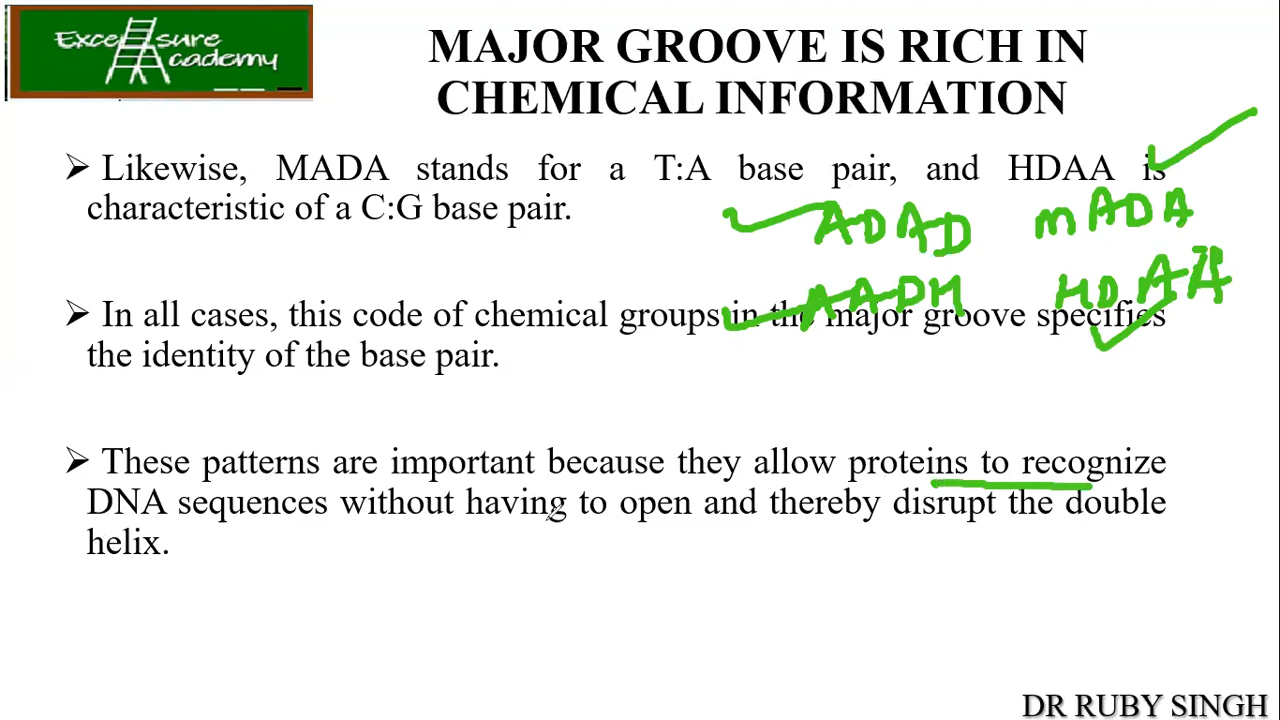 Excel sure
Academy
MAJOR GROOVE IS RICH IN
CHEMICAL INFORMATION
➢ Likewise, MADA stands for a T:A base pair, and HDAA is
characteristic of a C:G base pair.
ADAD mADA
AADH HDAA
➢ In all cases, this code of chemical groups in the major groove specifies
the identity of the base pair.
➢ These patterns are important because they allow proteins to recognize
DNA sequences without having to open and thereby disrupt the double
helix.
DR RUBY SINGH